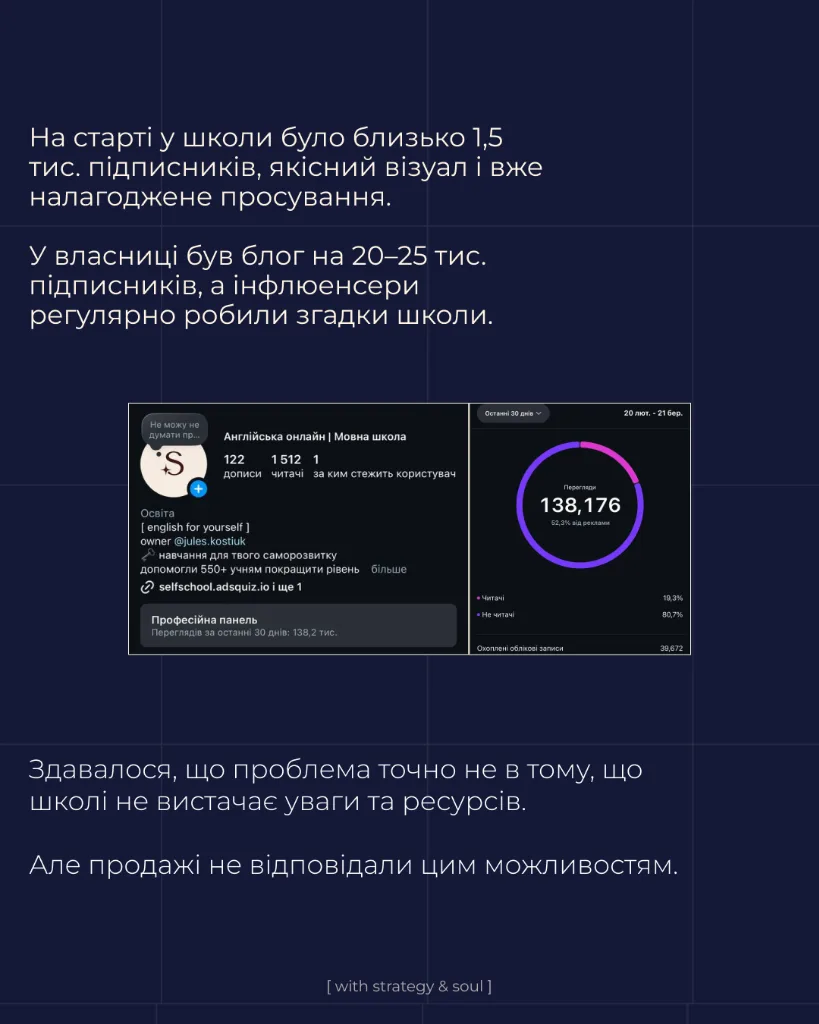 На старті у школи було близько 1,5
тис. підписників, якісний візуал і вже
налагоджене просування.
У власниці був блог на 20–25 тис.
підписників, а інфлюенсери
регулярно робили згадки школи.
Не можу не
думати пр...
S
Англійська онлайн | Мовна школа
122 1 512 1
дописи читачі за ким стежить користувач
Освіта
[ english for yourself ]
owner @jules.kostiuk
🗝️ навчання для твого саморозвитку
допомогли 550+ учням покращити рівень більше
selfschool.adsquiz.io і ще 1
Професійна панель
Переглядів за останні 30 днів: 138,2 тис.
Останні 30 днів 20 лют. - 21 бер.
Перегляди
138,176
52,3% від реклами
Читачі 19,3%
Не читачі 80,7%
Охоплені облікові записи 39,672
Здавалося, що проблема точно не в тому, що
школі не вистачає уваги та ресурсів.
Але продажі не відповідали цим можливостям.
[ with strategy & soul ]